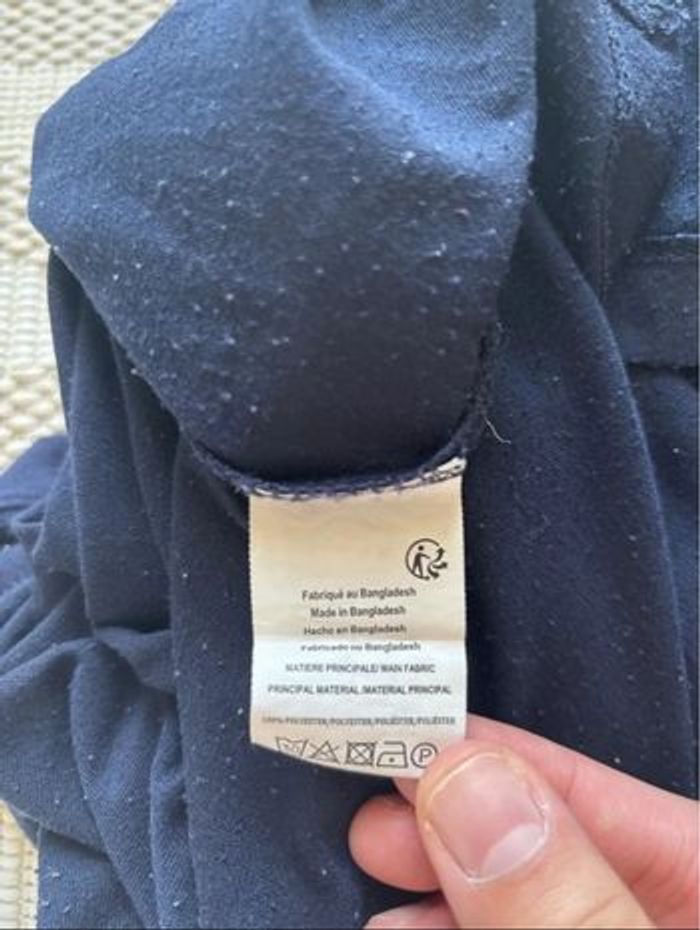 Fabriqué au Bangladesh
Made in Bangladesh
Hecho en Bangladesh
Fabricado no Bangladesh
MATIERE PRINCIPALE/ MAIN FABRIC
PRINCIPAL MATERIAL /MATERIAL PRINCIPAL
100% POLYESTER/POLYESTER/POLIÉSTER/POLIÉSTER
P